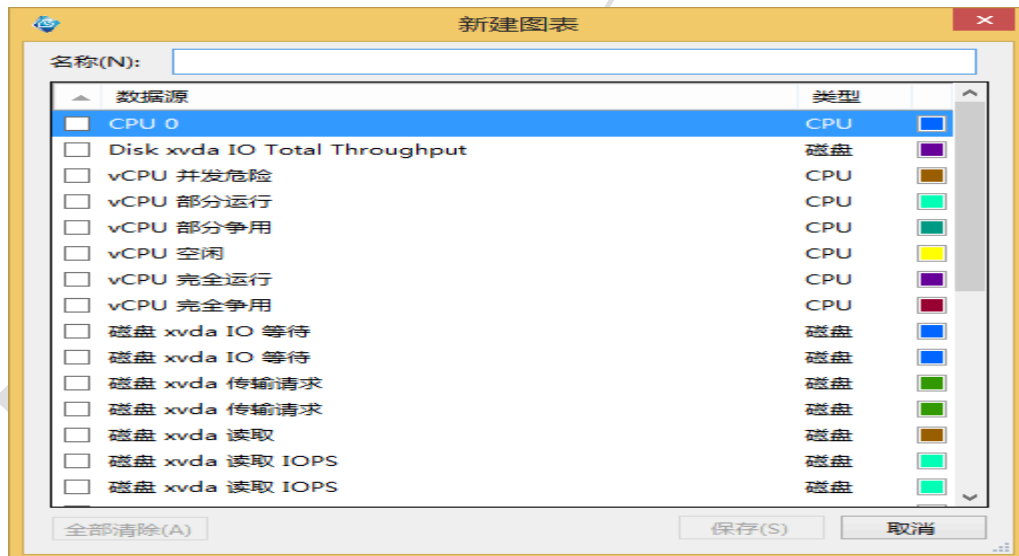 新建图表
名称(N):
数据源 类型
CPU 0 CPU
Disk xvda IO Total Throughput 磁盘
vCPU 并发危险 CPU
vCPU 部分运行 CPU
vCPU 部分争用 CPU
vCPU 空闲 CPU
vCPU 完全运行 CPU
vCPU 完全争用 CPU
磁盘 xvda IO 等待 磁盘
磁盘 xvda IO 等待 磁盘
磁盘 xvda 传输请求 磁盘
磁盘 xvda 传输请求 磁盘
磁盘 xvda 读取 磁盘
磁盘 xvda 读取 IOPS 磁盘
磁盘 xvda 读取 IOPS 磁盘
全部清除(A) 保存(S) 取消